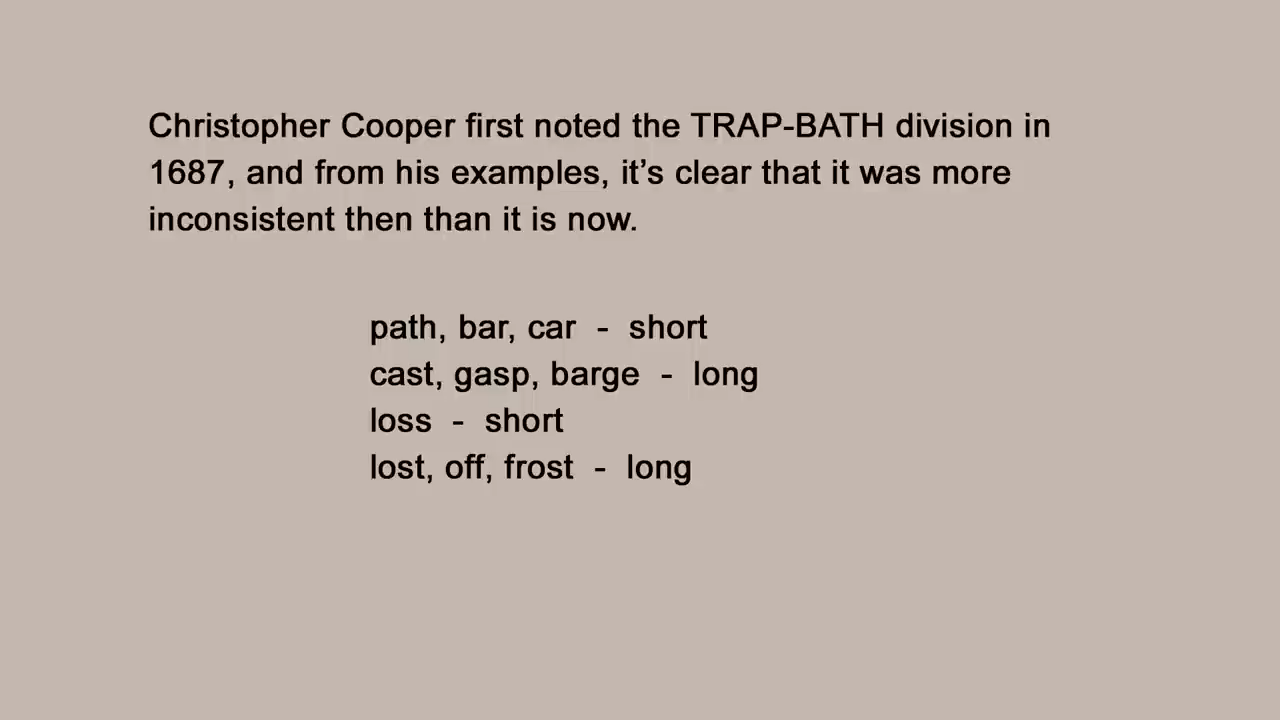 Christopher Cooper first noted the TRAP-BATH division in
1687, and from his examples, it’s clear that it was more
inconsistent then than it is now.
path, bar, car - short
cast, gasp, barge - long
loss - short
lost, off, frost - long